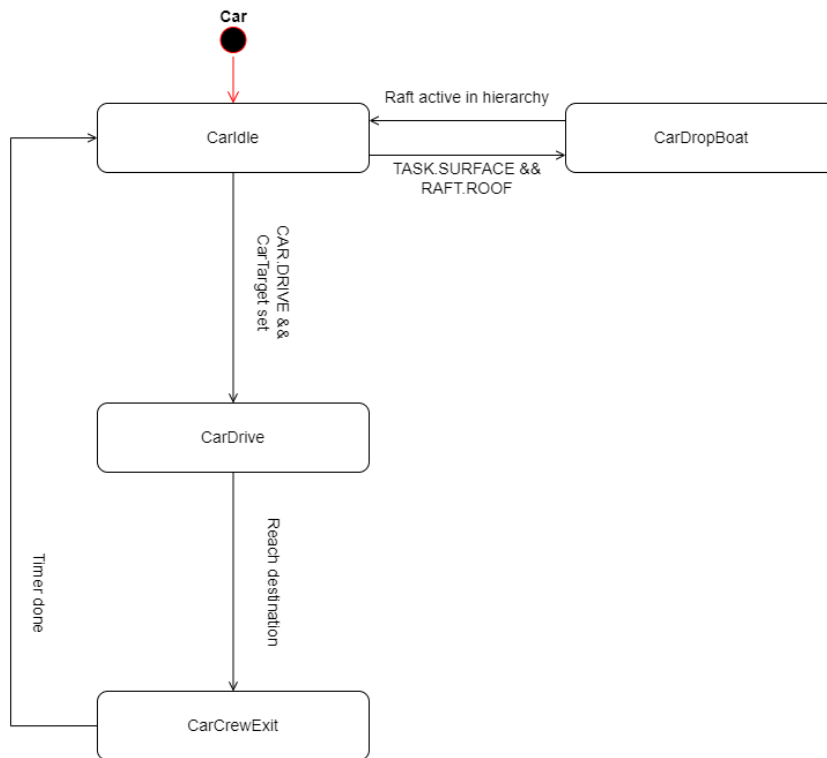 Car
Raft active in hierarchy
CarIdle
CarDropBoat
TASK.SURFACE &&
RAFT.ROOF
CAR.DRIVE &&
CarTarget set
CarDrive
Reach destination
Timer done
CarCrewExit